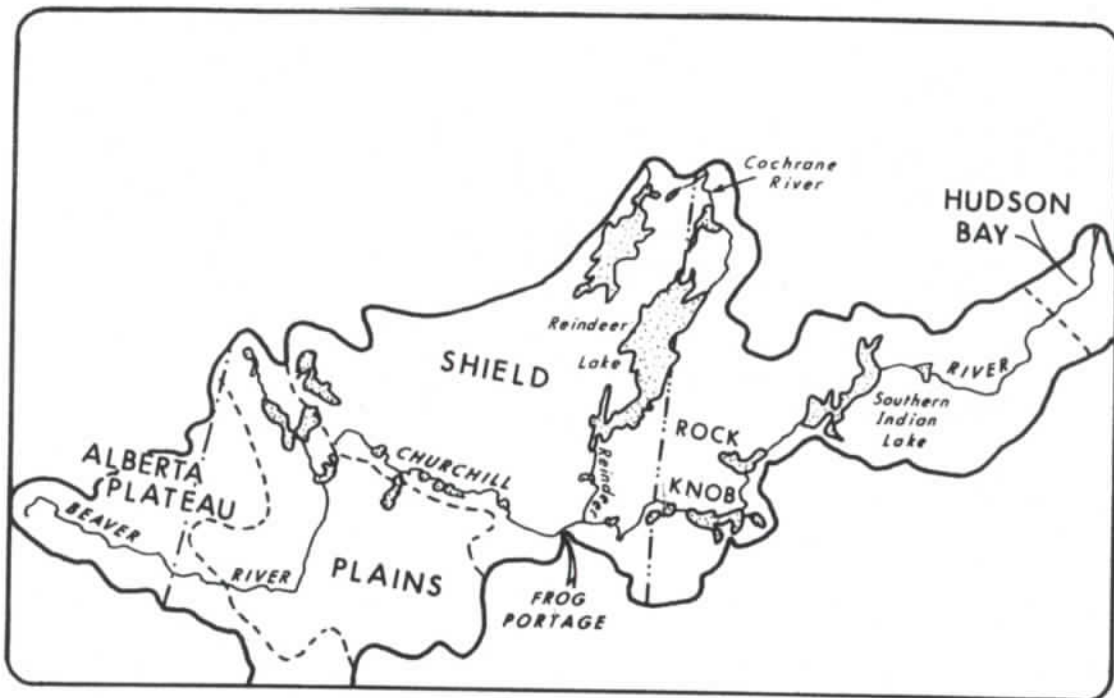 Cochrane
River
HUDSON
BAY
Reindeer
Lake
SHIELD
RIVER
Southern
Indian
Lake
ROCK
KNOB
CHURCHILL
Reindeer
ALBERTA
PLATEAU
BEAVER
RIVER
PLAINS
FROG
PORTAGE